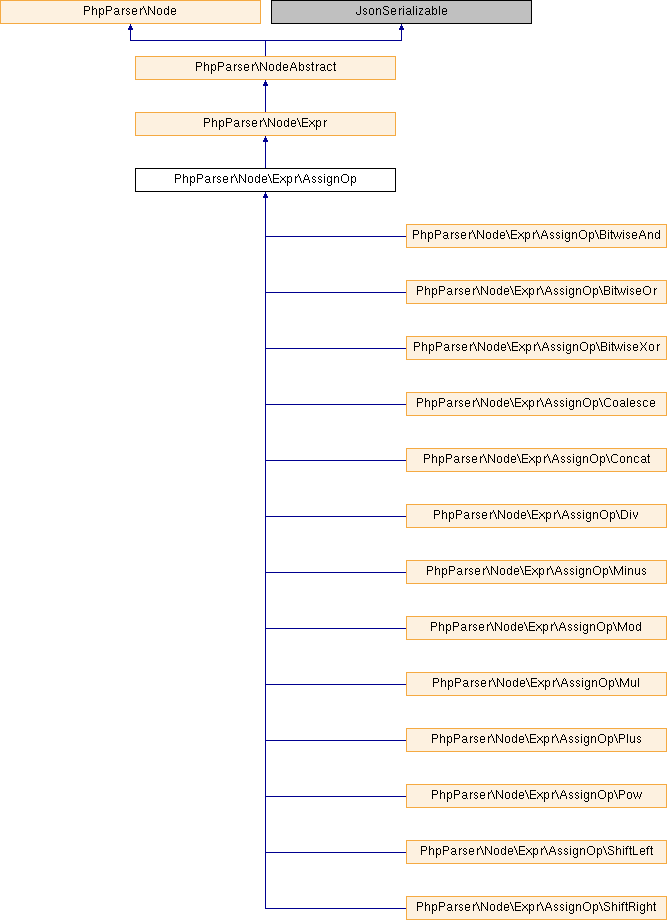 PhpParser\Node
JsonSerializable
PhpParser\NodeAbstract
PhpParser\Node\Expr
PhpParser\Node\Expr\AssignOp
PhpParser\Node\Expr\AssignOp\BitwiseAnd
PhpParser\Node\Expr\AssignOp\BitwiseOr
PhpParser\Node\Expr\AssignOp\BitwiseXor
PhpParser\Node\Expr\AssignOp\Coalesce
PhpParser\Node\Expr\AssignOp\Concat
PhpParser\Node\Expr\AssignOp\Div
PhpParser\Node\Expr\AssignOp\Minus
PhpParser\Node\Expr\AssignOp\Mod
PhpParser\Node\Expr\AssignOp\Mul
PhpParser\Node\Expr\AssignOp\Plus
PhpParser\Node\Expr\AssignOp\Pow
PhpParser\Node\Expr\AssignOp\ShiftLeft
PhpParser\Node\Expr\AssignOp\ShiftRight